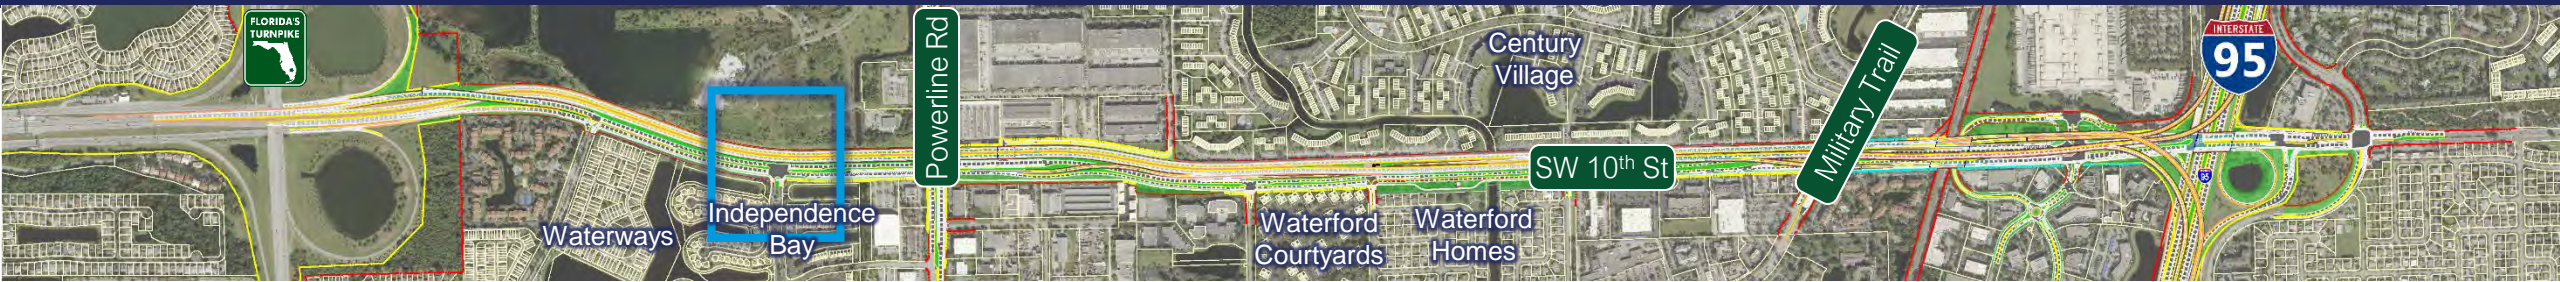 FLORIDA'S
TURNPIKE
Waterways
Independence
Bay
Powerline Rd
Century
Village
Waterford
Courtyards
Waterford
Homes
SW 10th St
Military Trail
INTERSTATE
95
95